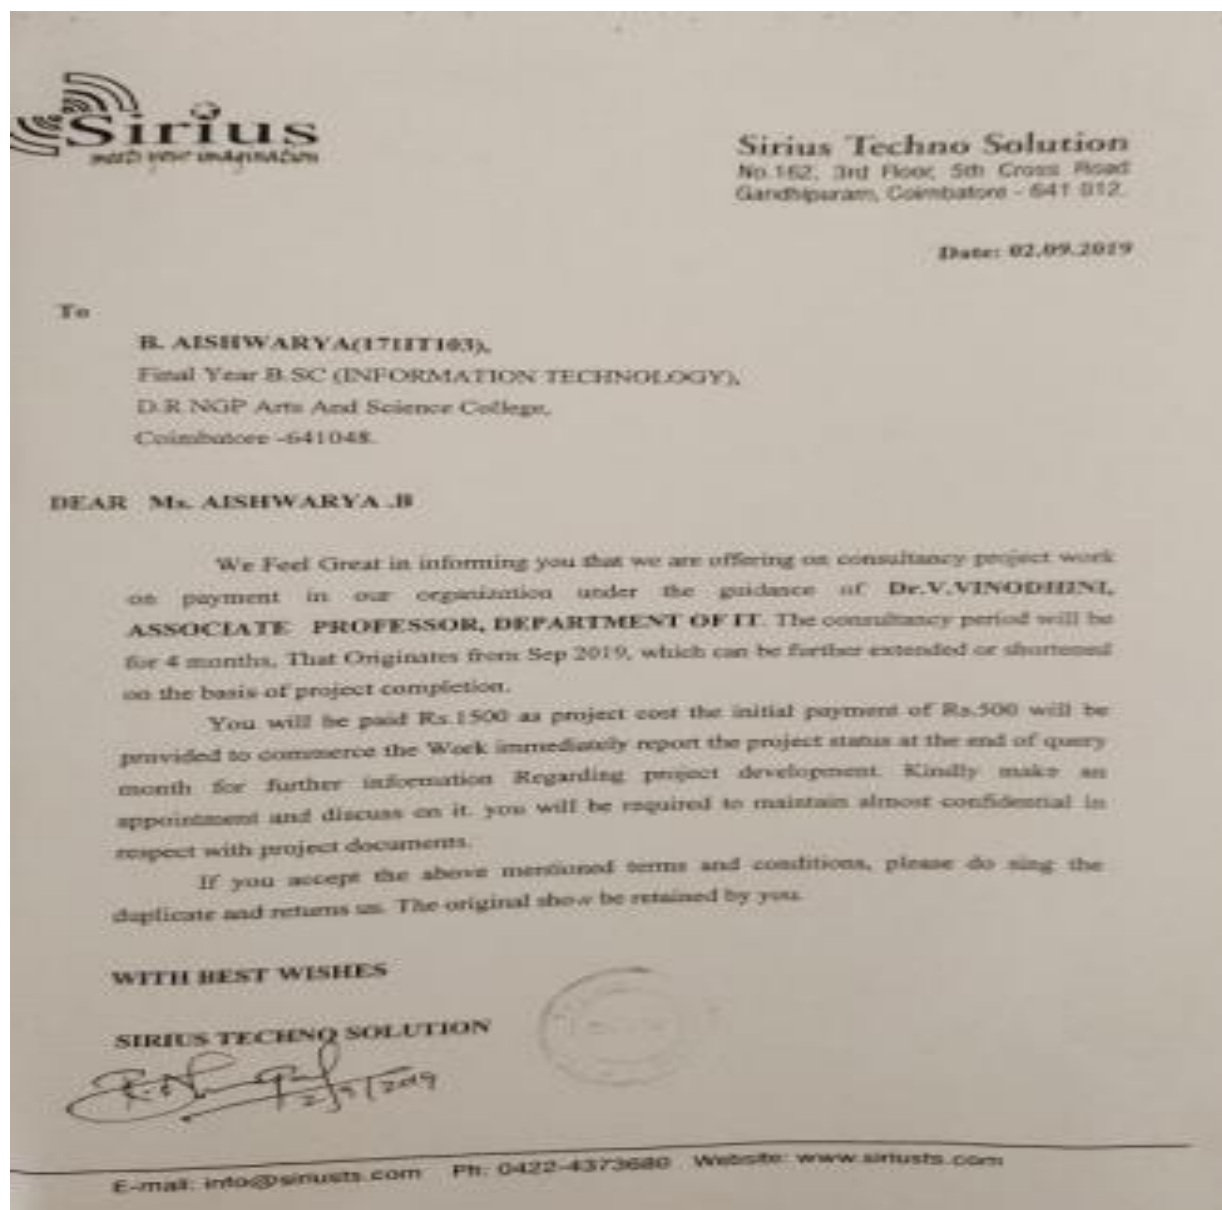 Sirius
meets your imagination
Sirius Techno Solution
No.162, 3rd Floor, 5th Cross Road
Gandhipuram, Coimbatore - 641 012.
Date: 02.09.2019
To
B. AISHWARYA(171IT103),
Final Year B.SC (INFORMATION TECHNOLOGY),
D.R.NGP Arts And Science College,
Coimbatore -641048.
DEAR Ms. AISHWARYA .B
We Feel Great in informing you that we are offering on consultancy project work
on payment in our organization under the guidance of Dr.V.VINODHINI,
ASSOCIATE PROFESSOR, DEPARTMENT OF IT. The consultancy period will be
for 4 months, That Originates from Sep 2019, which can be further extended or shortened
on the basis of project completion.
You will be paid Rs.1500 as project cost the initial payment of Rs.500 will be
provided to commerce the Work immediately report the project status at the end of query
month for further information Regarding project development. Kindly make an
appointment and discuss on it. you will be required to maintain almost confidential in
respect with project documents.
If you accept the above mentioned terms and conditions, please do sing the
duplicate and returns us. The original show be retained by you.
WITH BEST WISHES
SIRIUS TECHNO SOLUTION
2/9/2019
E-mail: info@siriusts.com Ph: 0422-4373680 Website: www.siriusts.com